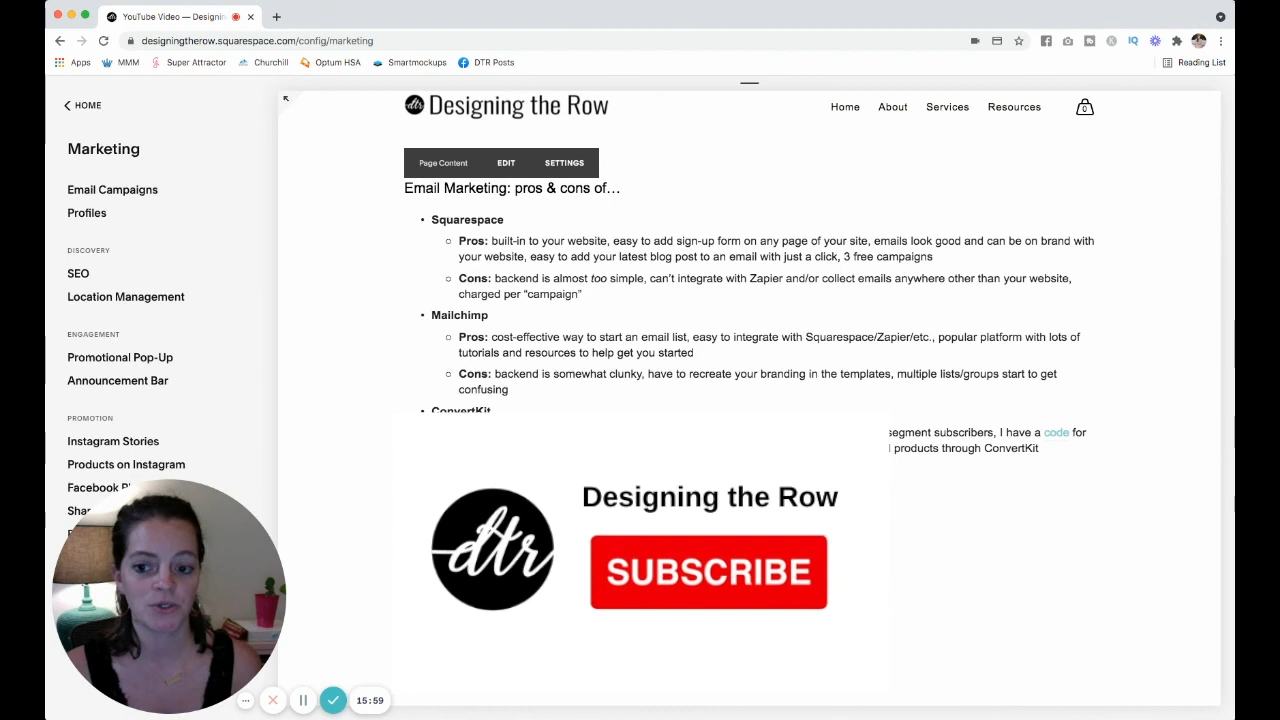 YouTube Video — Designin
designingtherow.squarespace.com/config/marketing
Apps MMM Super Attractor Churchill Optum HSA Smartmockups DTR Posts Reading List
HOME
Marketing
Email Campaigns
Profiles
DISCOVERY
SEO
Location Management
ENGAGEMENT
Promotional Pop-Up
Announcement Bar
PROMOTION
Instagram Stories
Products on Instagram
Facebook
dtr Designing the Row
Home About Services Resources
0
Page Content EDIT SETTINGS
Email Marketing: pros & cons of…
• Squarespace
○ Pros: built-in to your website, easy to add sign-up form on any page of your site, emails look good and can be on brand with
your website, easy to add your latest blog post to an email with just a click, 3 free campaigns
○ Cons: backend is almost too simple, can’t integrate with Zapier and/or collect emails anywhere other than your website,
charged per “campaign”
• Mailchimp
○ Pros: cost-effective way to start an email list, easy to integrate with Squarespace/Zapier/etc., popular platform with lots of
tutorials and resources to help get you started
○ Cons: backend is somewhat clunky, have to recreate your branding in the templates, multiple lists/groups start to get
confusing
• ConvertKit
segment subscribers, I have a code for
products through ConvertKit
dtr
Designing the Row
SUBSCRIBE
15:59